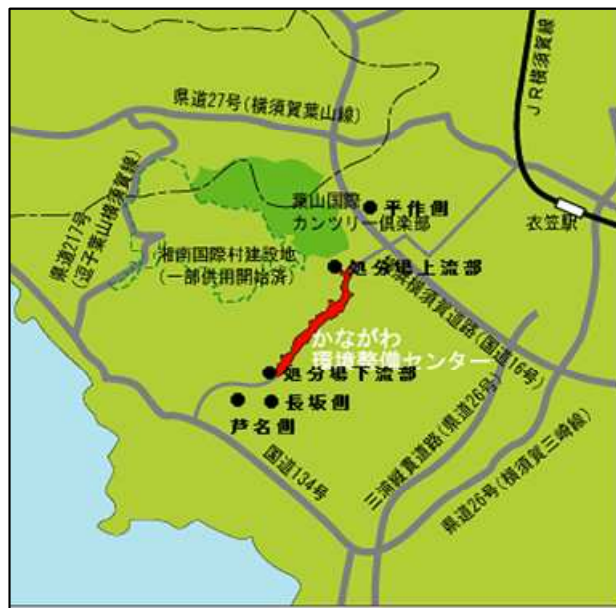 県道27号(横須賀葉山線)
JR横須賀線
葉山国際
カンツリー倶楽部
平作側
衣笠駅
県道217号
(逗子葉山横須賀線)
湘南国際村建設地
(一部供用開始済)
処分場上流部
横浜横須賀道路(国道16号)
かながわ
環境整備センター
処分場下流部
長坂側
芦名側
国道134号
三浦縦貫道路(県道26号)
県道26号(横須賀三崎線)